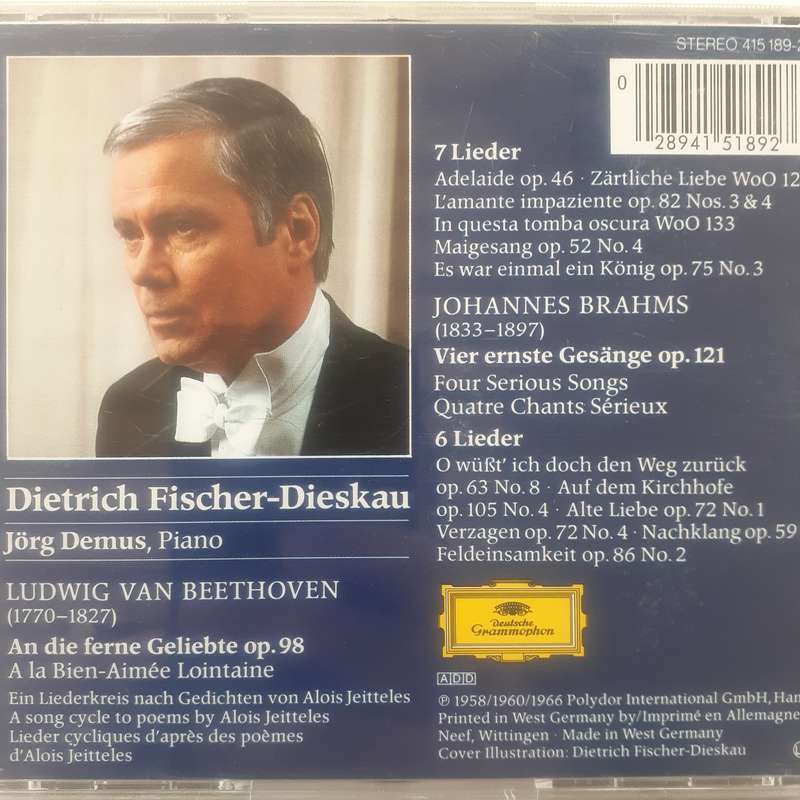 STEREO 415 189-2
0
28941 51892
Dietrich Fischer-Dieskau
Jörg Demus, Piano
LUDWIG VAN BEETHOVEN
(1770–1827)
An die ferne Geliebte op. 98
A la Bien-Aimée Lointaine
Ein Liederkreis nach Gedichten von Alois Jeitteles
A song cycle to poems by Alois Jeitteles
Lieder cycliques d'après des poèmes
d'Alois Jeitteles
7 Lieder
Adelaide op. 46 · Zärtliche Liebe WoO 12
L'amante impaziente op. 82 Nos. 3 & 4
In questa tomba oscura WoO 133
Maigesang op. 52 No. 4
Es war einmal ein König op. 75 No. 3
JOHANNES BRAHMS
(1833–1897)
Vier ernste Gesänge op. 121
Four Serious Songs
Quatre Chants Sérieux
6 Lieder
O wüßt' ich doch den Weg zurück
op. 63 No. 8 · Auf dem Kirchhofe
op. 105 No. 4 · Alte Liebe op. 72 No. 1
Verzagen op. 72 No. 4 · Nachklang op. 59
Feldeinsamkeit op. 86 No. 2
Deutsche
Grammophon
ADD
℗ 1958/1960/1966 Polydor International GmbH, Ham
Printed in West Germany by/Imprimé en Allemagne
Neef, Wittingen · Made in West Germany
Cover Illustration: Dietrich Fischer-Dieskau